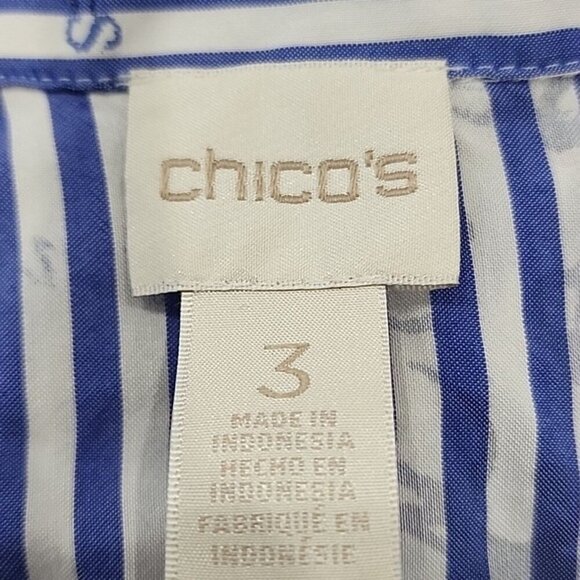 chico's
3
MADE IN
INDONESIA
HECHO EN
INDONESIA
FABRIQUÉ EN
INDONÉSIE